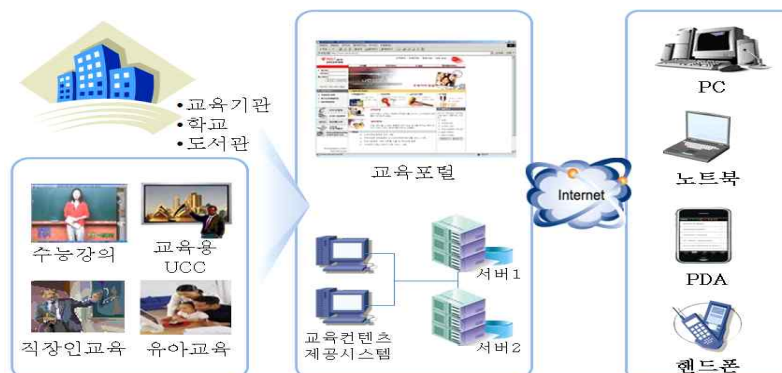 •교육기관
•학교
•도서관
수능강의
교육용
UCC
직장인교육
유아교육
교육포털
교육컨텐츠
제공시스템
서버1
서버2
Internet
PC
노트북
PDA
핸드폰